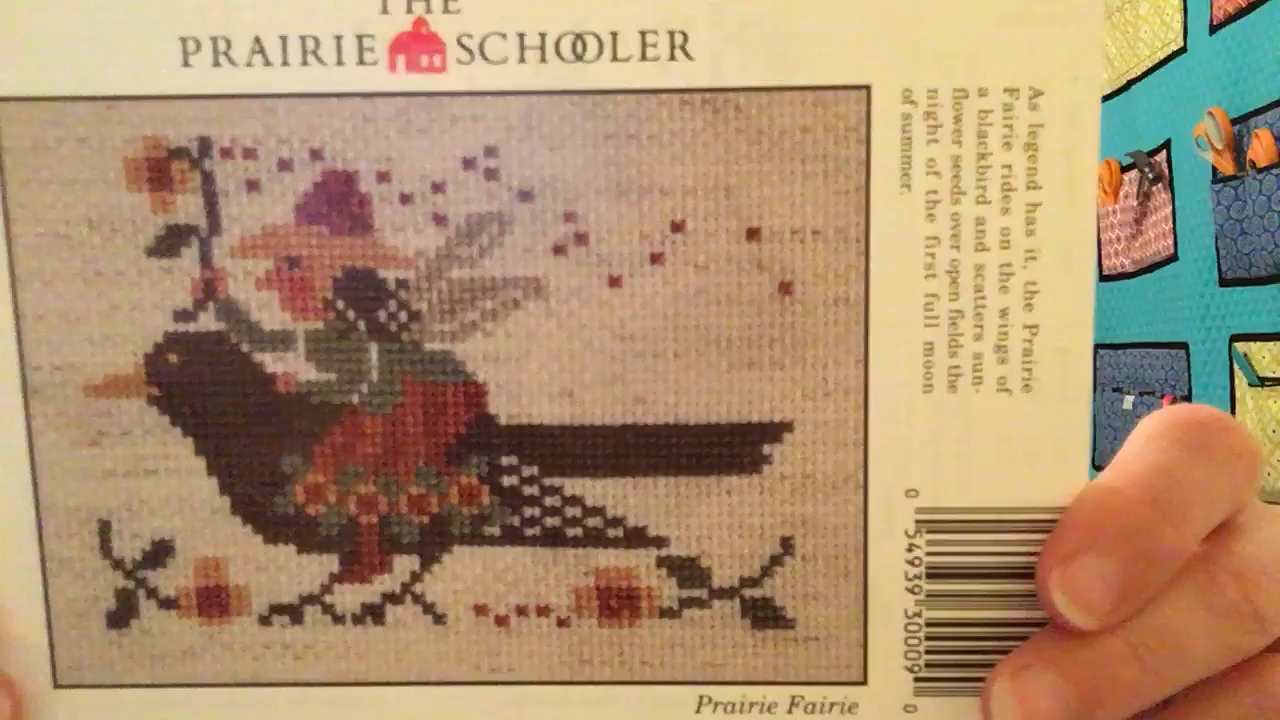 THE
PRAIRIE SCHOOLER
As legend has it, the Prairie
Fairie rides on the wings of
a blackbird and scatters sun-
flower seeds over open fields the
night of the first full moon
of summer.
0 54939 30009 0
Prairie Fairie